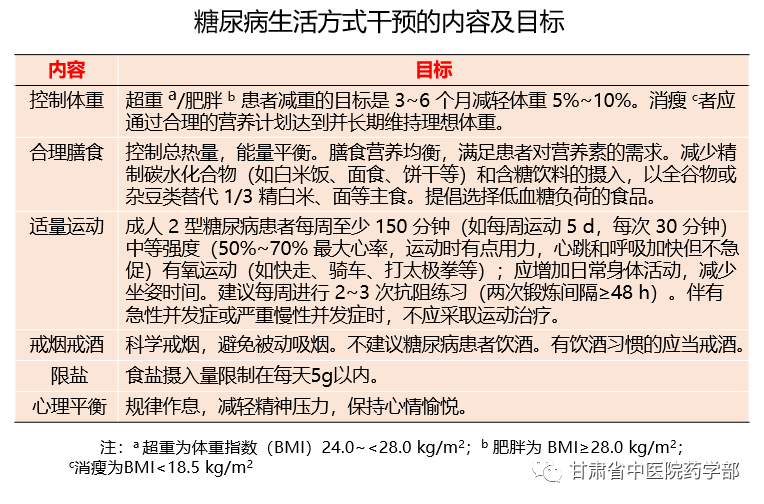 糖尿病生活方式干预的内容及目标
内容 目标
控制体重 超重 a/肥胖 b 患者减重的目标是 3~6 个月减轻体重 5%~10%。消瘦 c者应
通过合理的营养计划达到并长期维持理想体重。
合理膳食 控制总热量，能量平衡。膳食营养均衡，满足患者对营养素的需求。减少精
制碳水化合物（如白米饭、面食、饼干等）和含糖饮料的摄入，以全谷物或
杂豆类替代 1/3 精白米、面等主食。提倡选择低血糖负荷的食品。
适量运动 成人 2 型糖尿病患者每周至少 150 分钟（如每周运动 5 d，每次 30 分钟）
中等强度（50%~70% 最大心率，运动时有点用力，心跳和呼吸加快但不急
促）有氧运动（如快走、骑车、打太极拳等）；应增加日常身体活动，减少
坐姿时间。建议每周进行 2~3 次抗阻练习（两次锻炼间隔≥48 h）。伴有
急性并发症或严重慢性并发症时，不应采取运动治疗。
戒烟戒酒 科学戒烟，避免被动吸烟。不建议糖尿病患者饮酒。有饮酒习惯的应当戒酒。
限盐 食盐摄入量限制在每天5g以内。
心理平衡 规律作息，减轻精神压力，保持心情愉悦。
注：a 超重为体重指数（BMI）24.0~<28.0 kg/m2；b 肥胖为 BMI≥28.0 kg/m2；
c消瘦为BMI<18.5 kg/m2
甘肃省中医院药学部